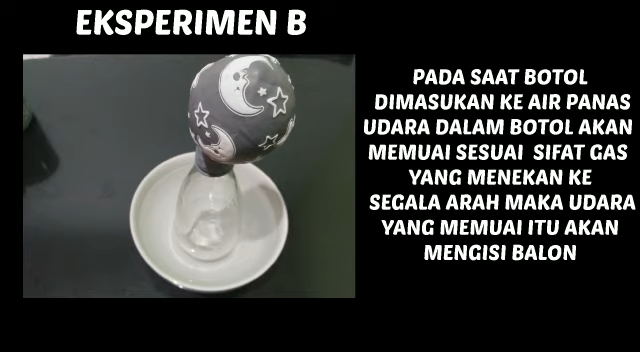 EKSPERIMEN B
PADA SAAT BOTOL
DIMASUKAN KE AIR PANAS
UDARA DALAM BOTOL AKAN
MEMUAI SESUAI SIFAT GAS
YANG MENEKAN KE
SEGALA ARAH MAKA UDARA
YANG MEMUAI ITU AKAN
MENGISI BALON